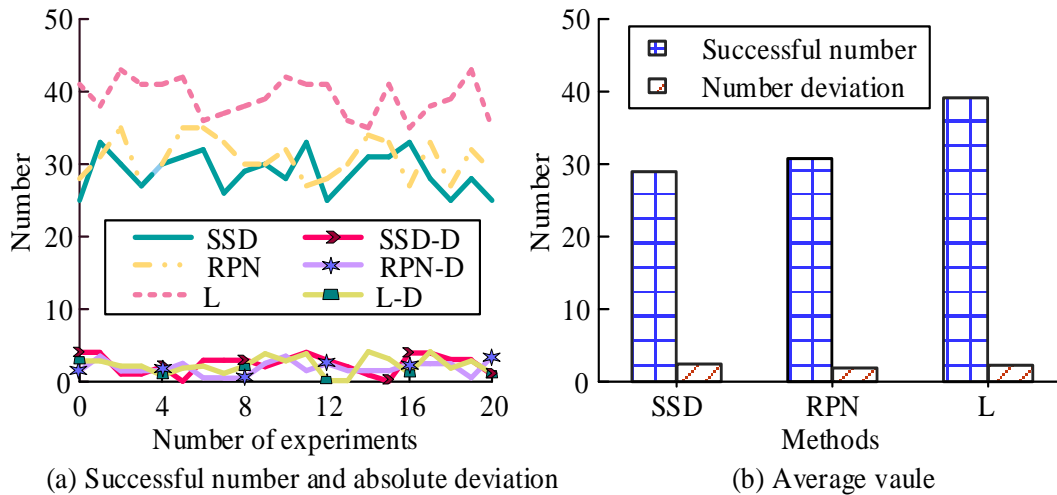 50
40
30
20
10
0
Number
SSD
SSD-D
RPN
RPN-D
L
L-D
0 4 8 12 16 20
Number of experiments
(a) Successful number and absolute deviation
50
40
30
20
10
0
Number
Successful number
Number deviation
SSD RPN L
Methods
(b) Average vaule